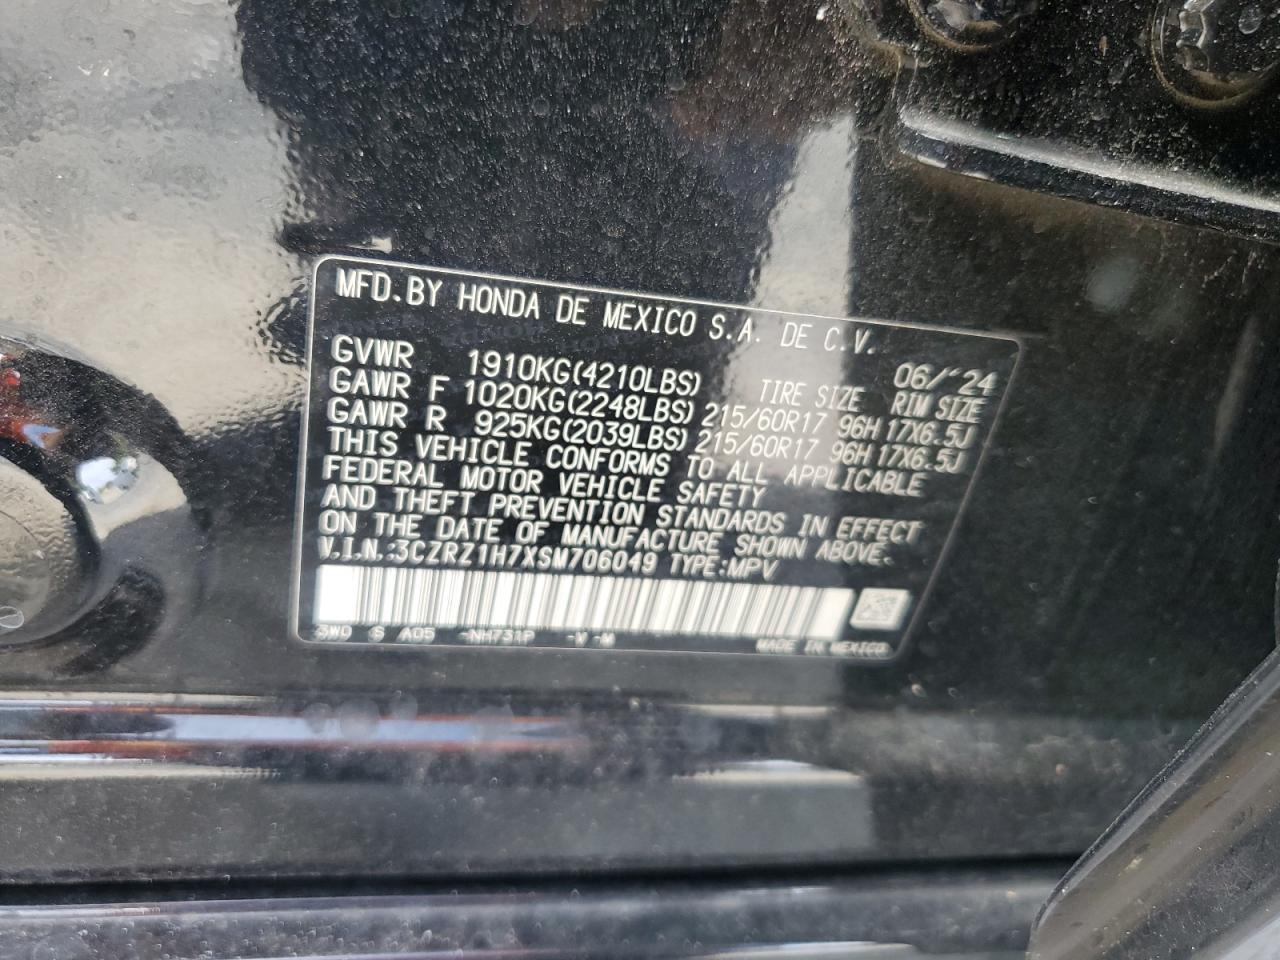 MFD.BY HONDA DE MEXICO S.A. DE C.V.
06/'24
GVWR 1910KG(4210LBS) TIRE SIZE RIM SIZE
GAWR F 1020KG(2248LBS) 215/60R17 96H 17X6.5J
GAWR R 925KG(2039LBS) 215/60R17 96H 17X6.5J
THIS VEHICLE CONFORMS TO ALL APPLICABLE
FEDERAL MOTOR VEHICLE SAFETY
AND THEFT PREVENTION STANDARDS IN EFFECT
ON THE DATE OF MANUFACTURE SHOWN ABOVE.
V.I.N.:3CZRZ1H7XSM706049 TYPE:MPV
3W0 S A05 -NH731P -V -M MADE IN MEXICO